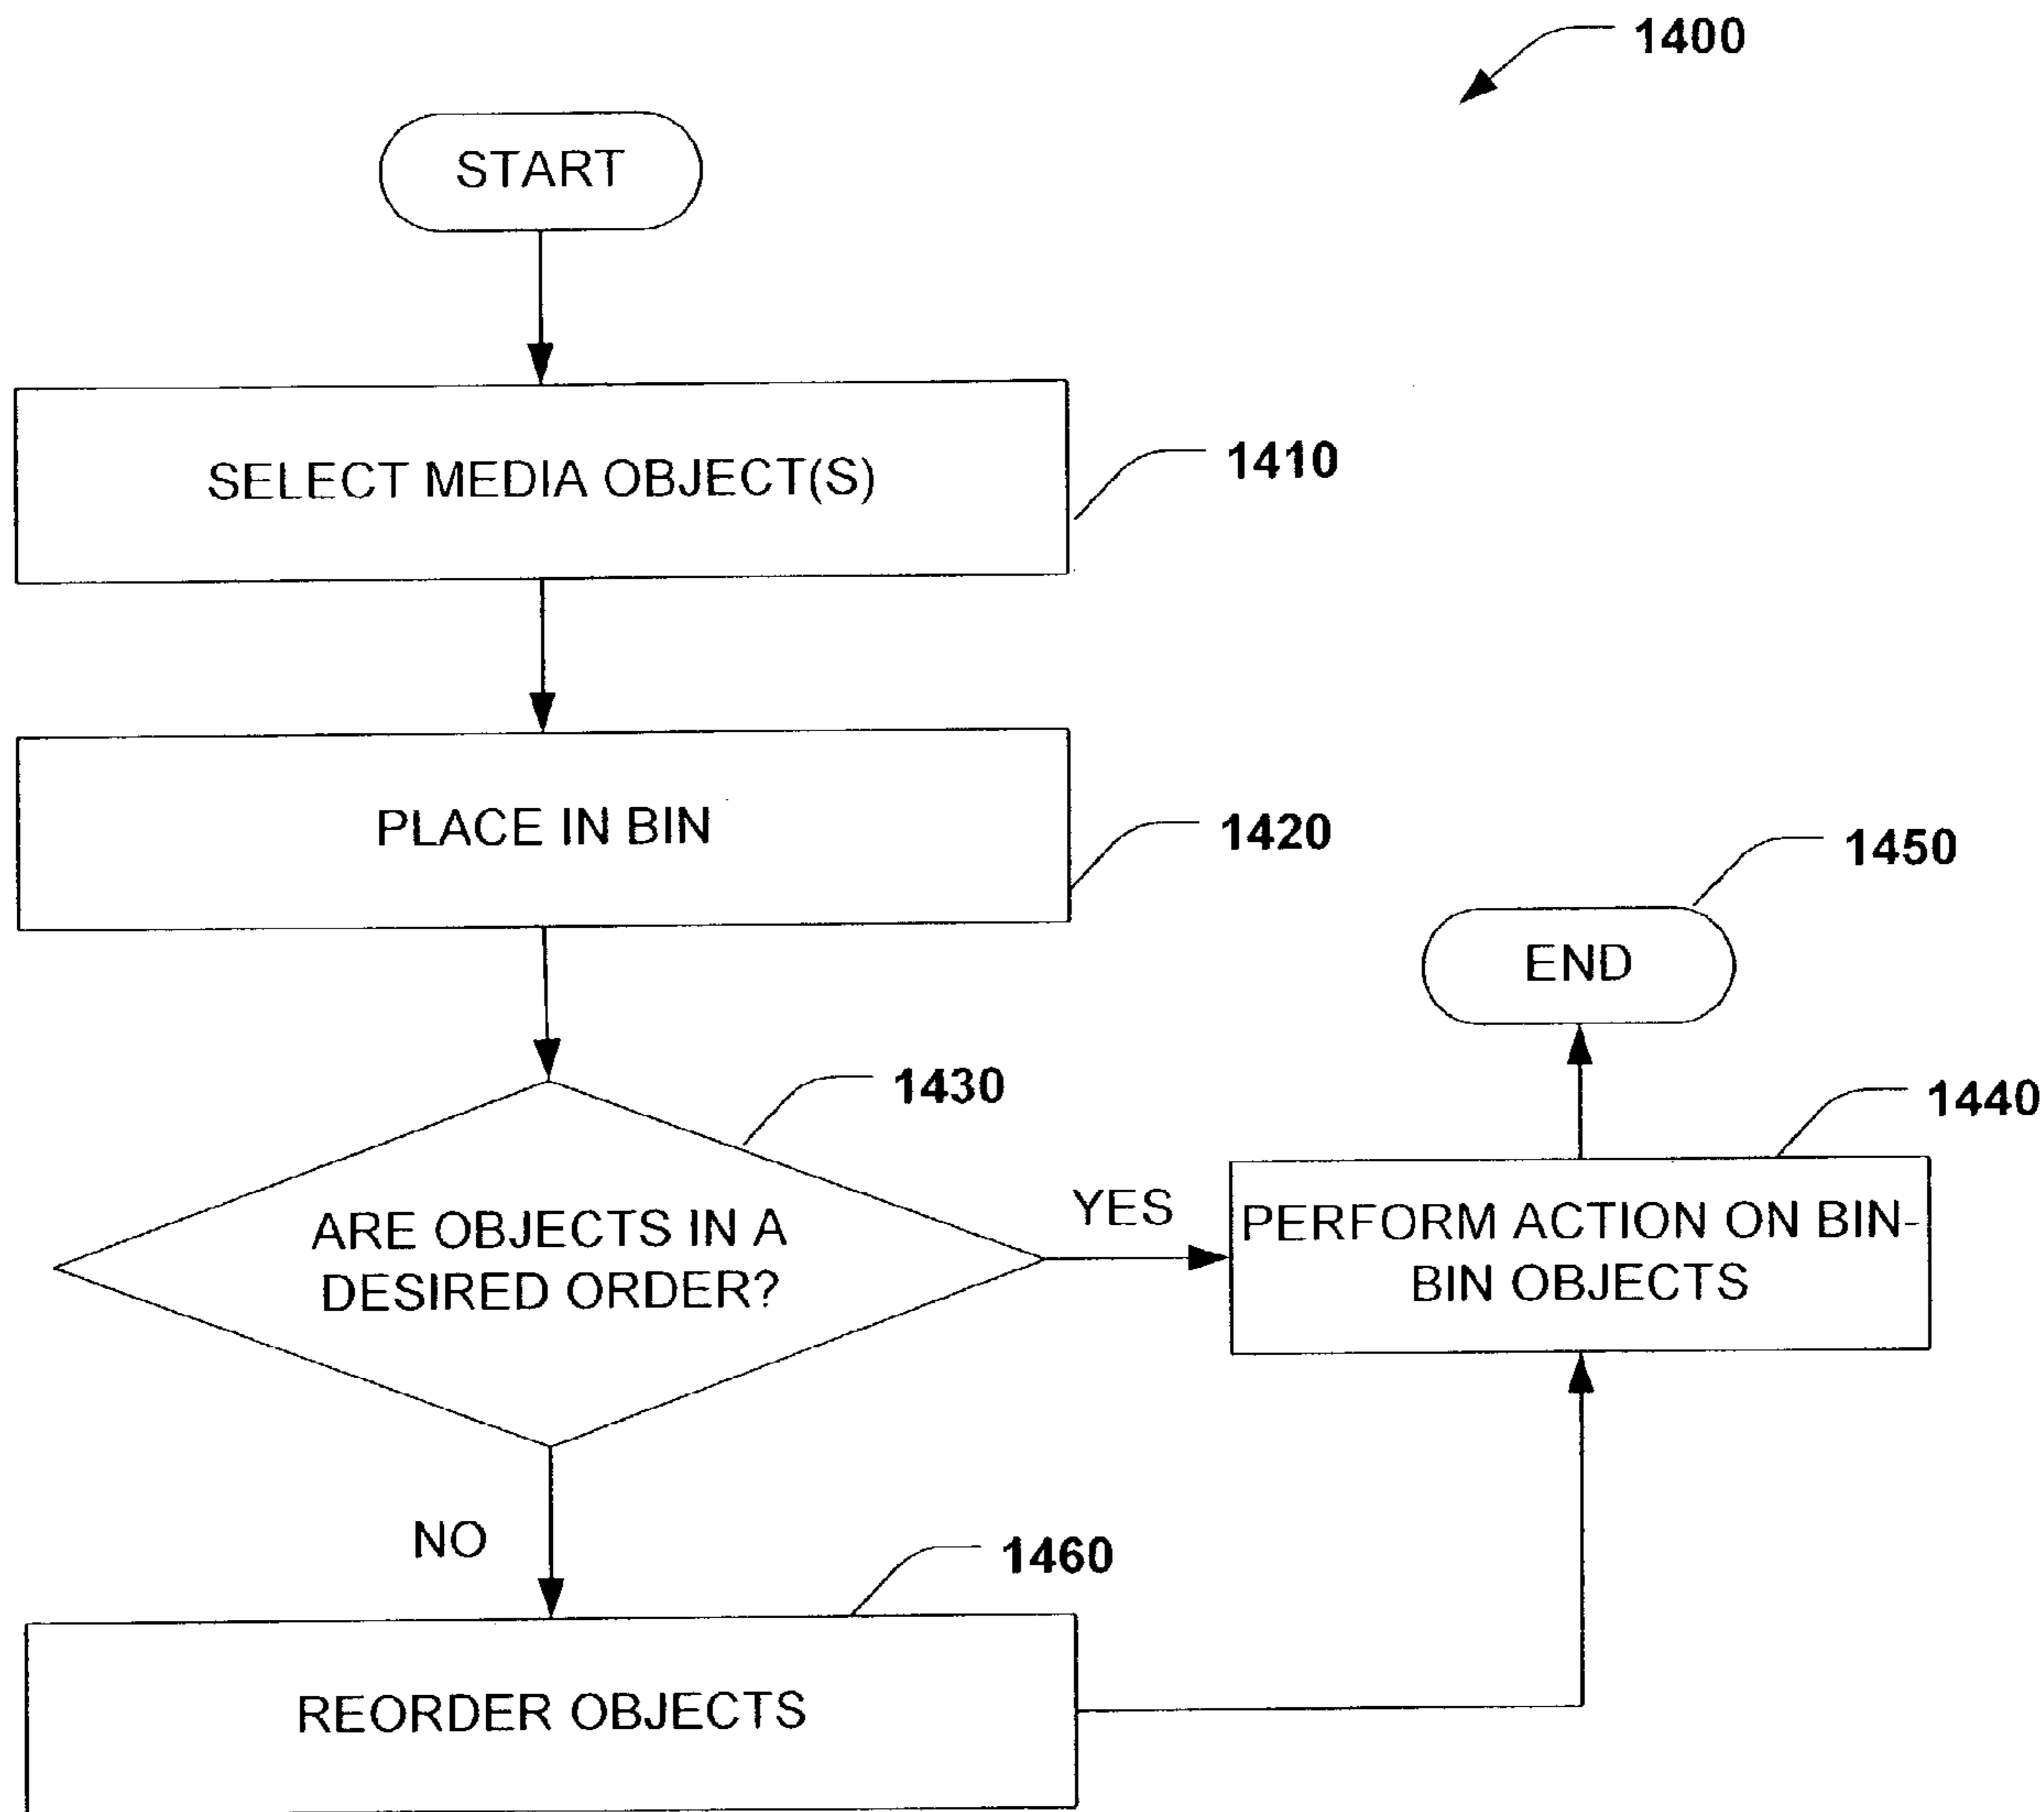 1400
START
SELECT MEDIA OBJECT(S)
1410
PLACE IN BIN
1420
1450
END
1430
1440
ARE OBJECTS IN A
DESIRED ORDER?
YES
PERFORM ACTION ON BIN-
BIN OBJECTS
NO
1460
REORDER OBJECTS